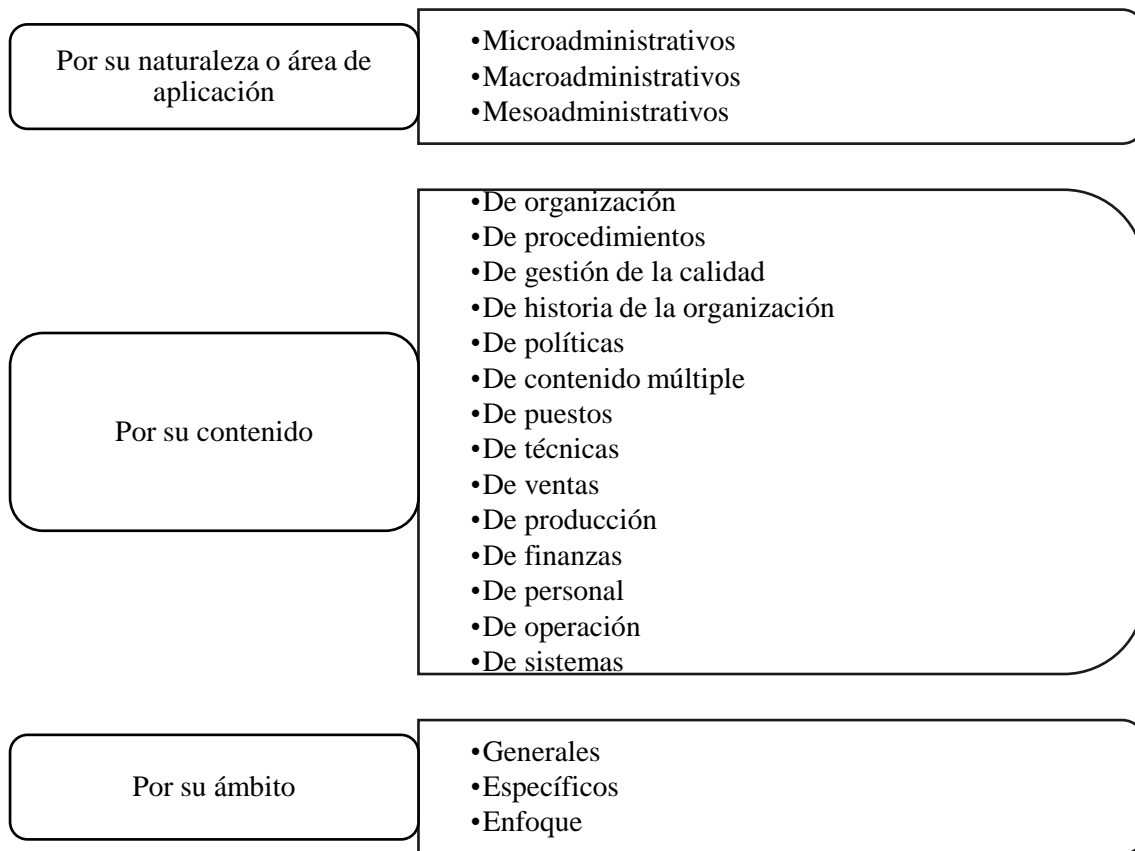 Por su naturaleza o área de
aplicación
•Microadministrativos
•Macroadministrativos
•Mesoadministrativos
Por su contenido
•De organización
•De procedimientos
•De gestión de la calidad
•De historia de la organización
•De políticas
•De contenido múltiple
•De puestos
•De técnicas
•De ventas
•De producción
•De finanzas
•De personal
•De operación
•De sistemas
Por su ámbito
•Generales
•Específicos
•Enfoque